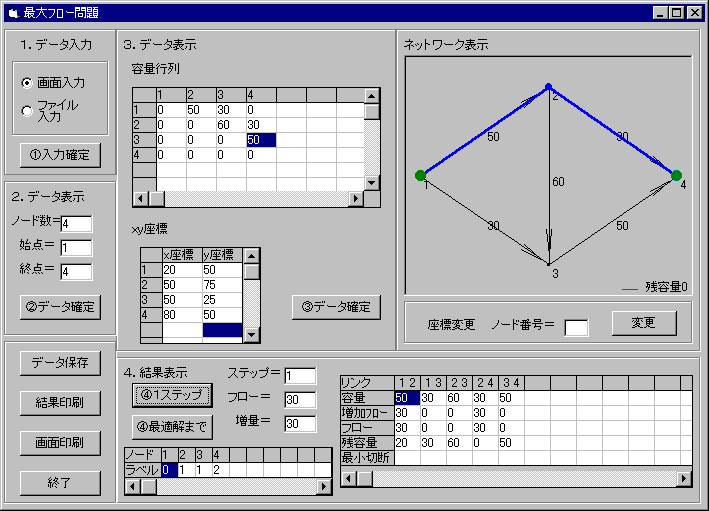 最大フロー問題
1. データ入力
画面入力
ファイル
入力
①入力確定
2. データ表示
ノード数= 4
始点= 1
終点= 4
②データ確定
データ保存
結果印刷
画面印刷
終了
3. データ表示
容量行列
1 2 3 4
1 0 50 30 0
2 0 0 60 30
3 0 0 0 50
4 0 0 0 0
xy座標
x座標 y座標
1 20 50
2 50 75
3 50 25
4 80 50
③データ確定
ネットワーク表示
2
50 30
1 60 4
30 50
3
残容量0
座標変更 ノード番号=
変更
4. 結果表示
④1ステップ
④最適解まで
ステップ= 1
フロー= 30
増量= 30
ノード 1 2 3 4
ラベル 0 1 1 2
リンク 1 2 1 3 2 3 2 4 3 4
容量 50 30 60 30 50
増加フロー 30 0 0 30 0
フロー 30 0 0 30 0
残容量 20 30 60 0 50
最小切断